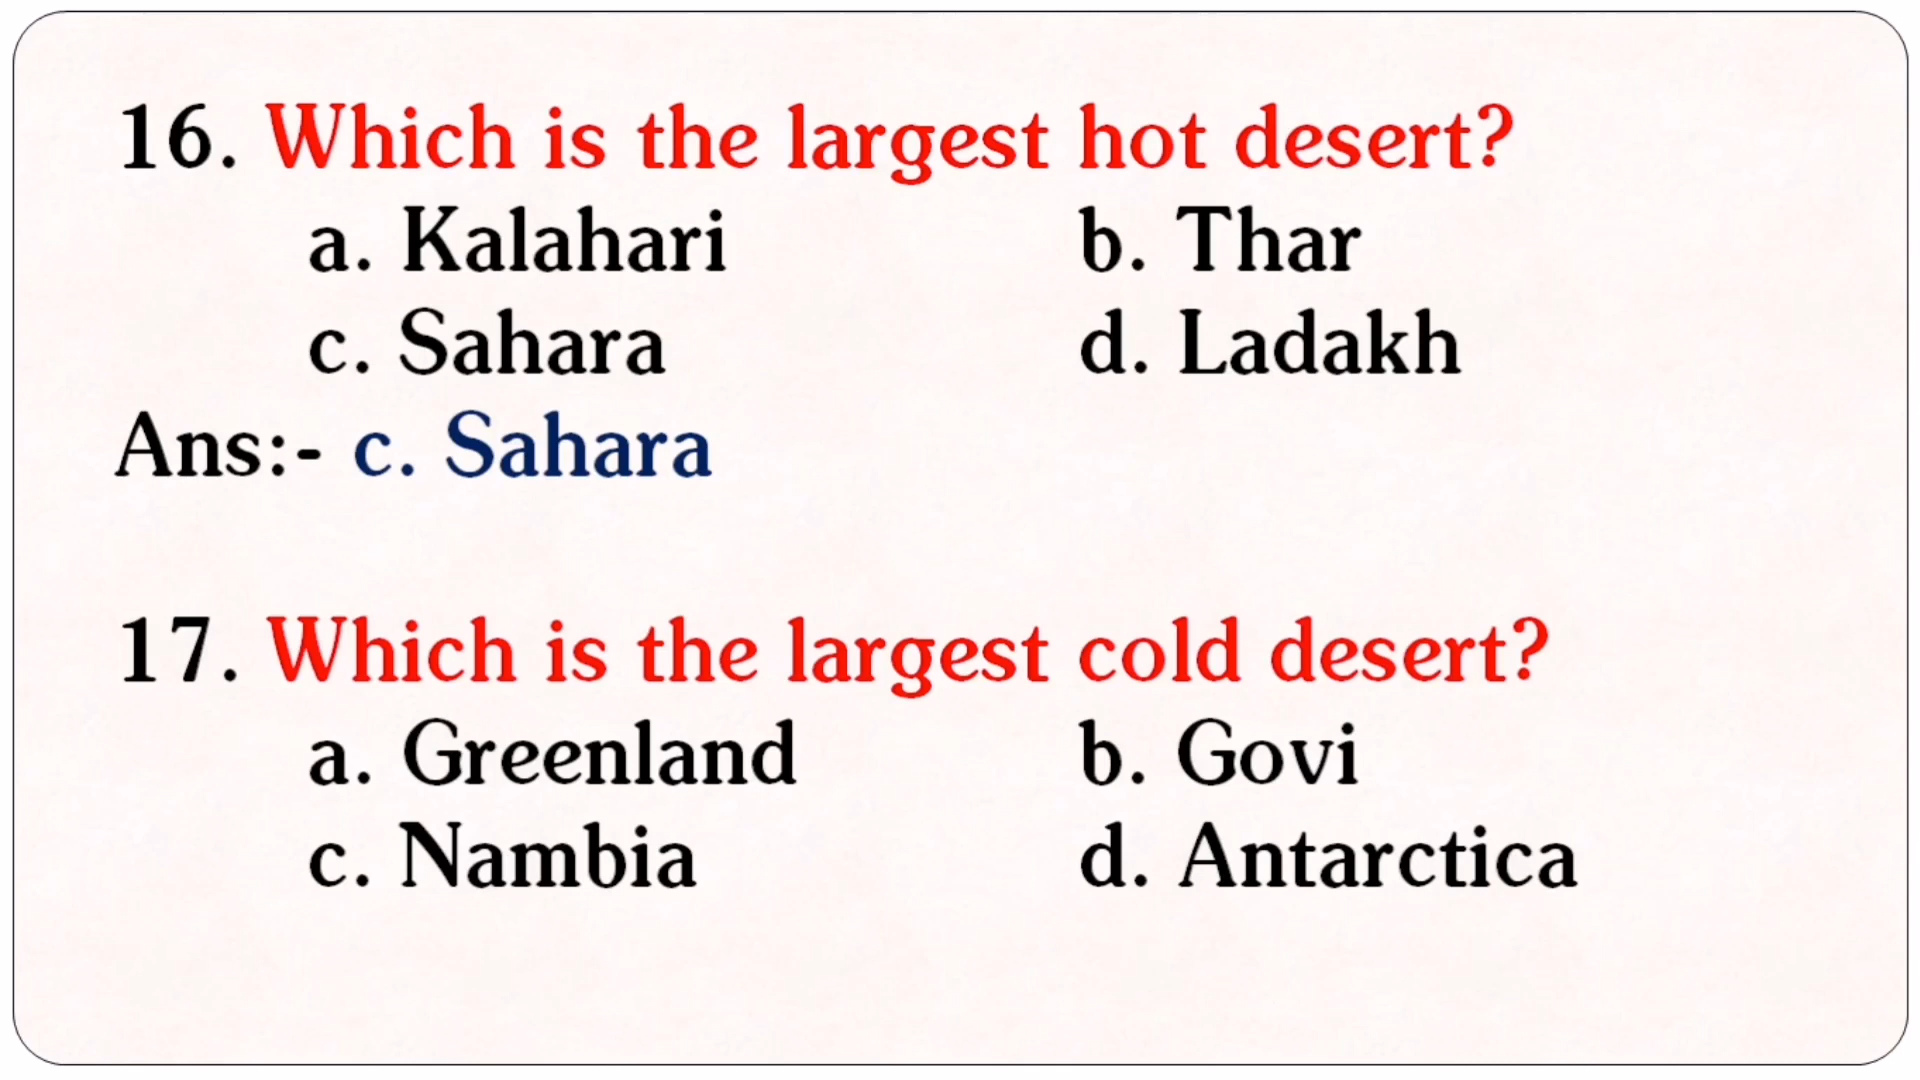 16. Which is the largest hot desert?
a. Kalahari b. Thar
c. Sahara d. Ladakh
Ans:- c. Sahara
17. Which is the largest cold desert?
a. Greenland b. Govi
c. Nambia d. Antarctica